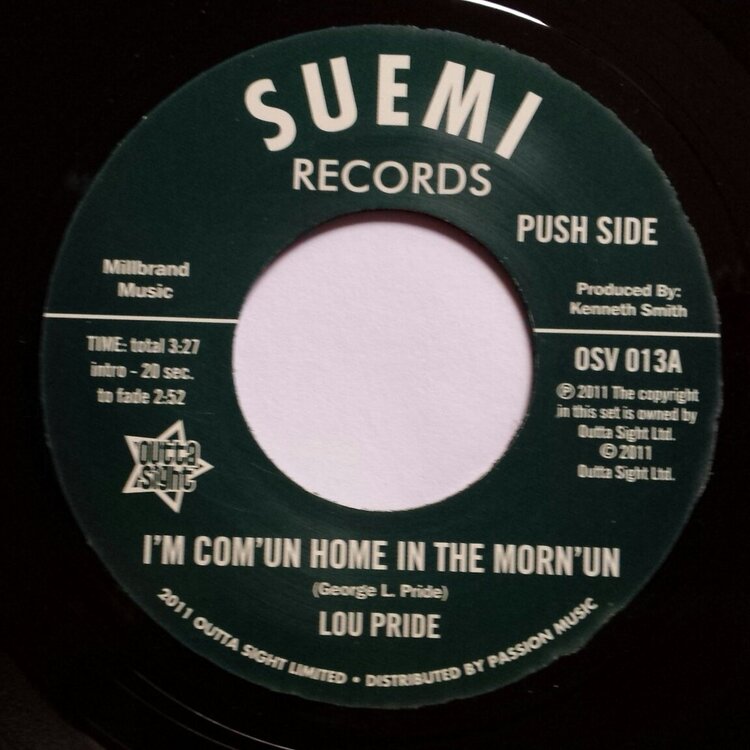 SUEMI
RECORDS
PUSH SIDE
Millbrand
Music
Produced By:
Kenneth Smith
TIME: total 3:27
intro - 20 sec.
to fade 2:52
OSV 013A
℗ 2011 The copyright
in this set is owned by
Outta Sight Ltd.
© 2011
Outta Sight Ltd.
outta
sight
I'M COM'UN HOME IN THE MORN'UN
(George L. Pride)
LOU PRIDE
2011 OUTTA SIGHT LIMITED • DISTRIBUTED BY PASSION MUSIC